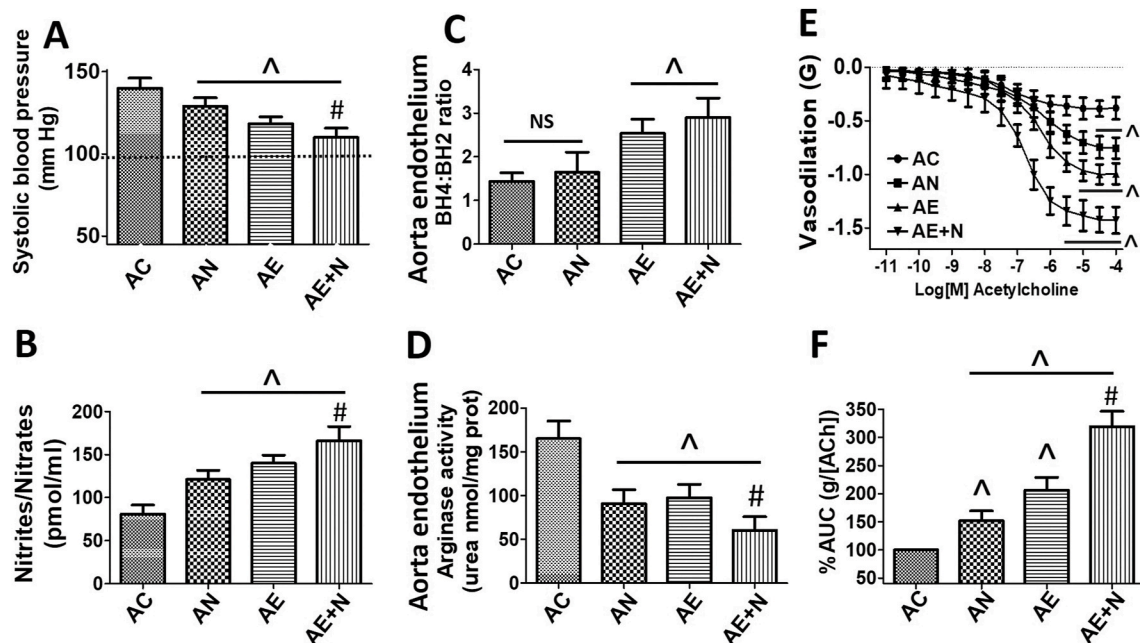 A
Systolic blood pressure
(mm Hg)
150
100
50
^
#
AC
AN
AE
AE+N
B
Nitrites/Nitrates
(pmol/ml)
200
150
100
50
0
^
#
AC
AN
AE
AE+N
C
Aorta endothelium
BH4:BH2 ratio
4
3
2
1
0
NS
^
AC
AN
AE
AE+N
D
Aorta endothelium
Arginase activity
(urea nmol/mg prot)
200
150
100
50
0
^
#
AC
AN
AE
AE+N
E
Vasodilation (G)
0.0
-0.5
-1.0
-1.5
AC
AN
AE
AE+N
^
^
^
-11 -10 -9 -8 -7 -6 -5 -4
Log[M] Acetylcholine
F
% AUC (g/[ACh])
350
300
250
200
150
100
50
^
^
^
#
AC
AN
AE
AE+N